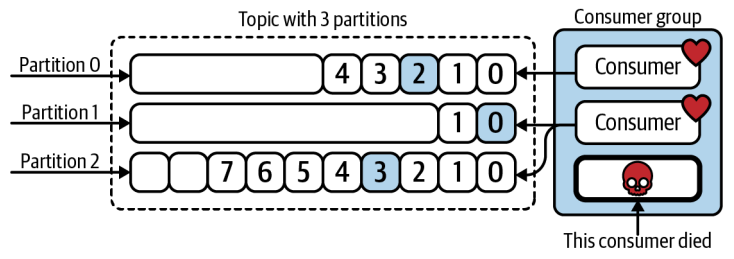 Topic with 3 partitions
Consumer group
Partition 0
4 3 2 1 0
Consumer
Partition 1
1 0
Consumer
Partition 2
7 6 5 4 3 2 1 0
This consumer died